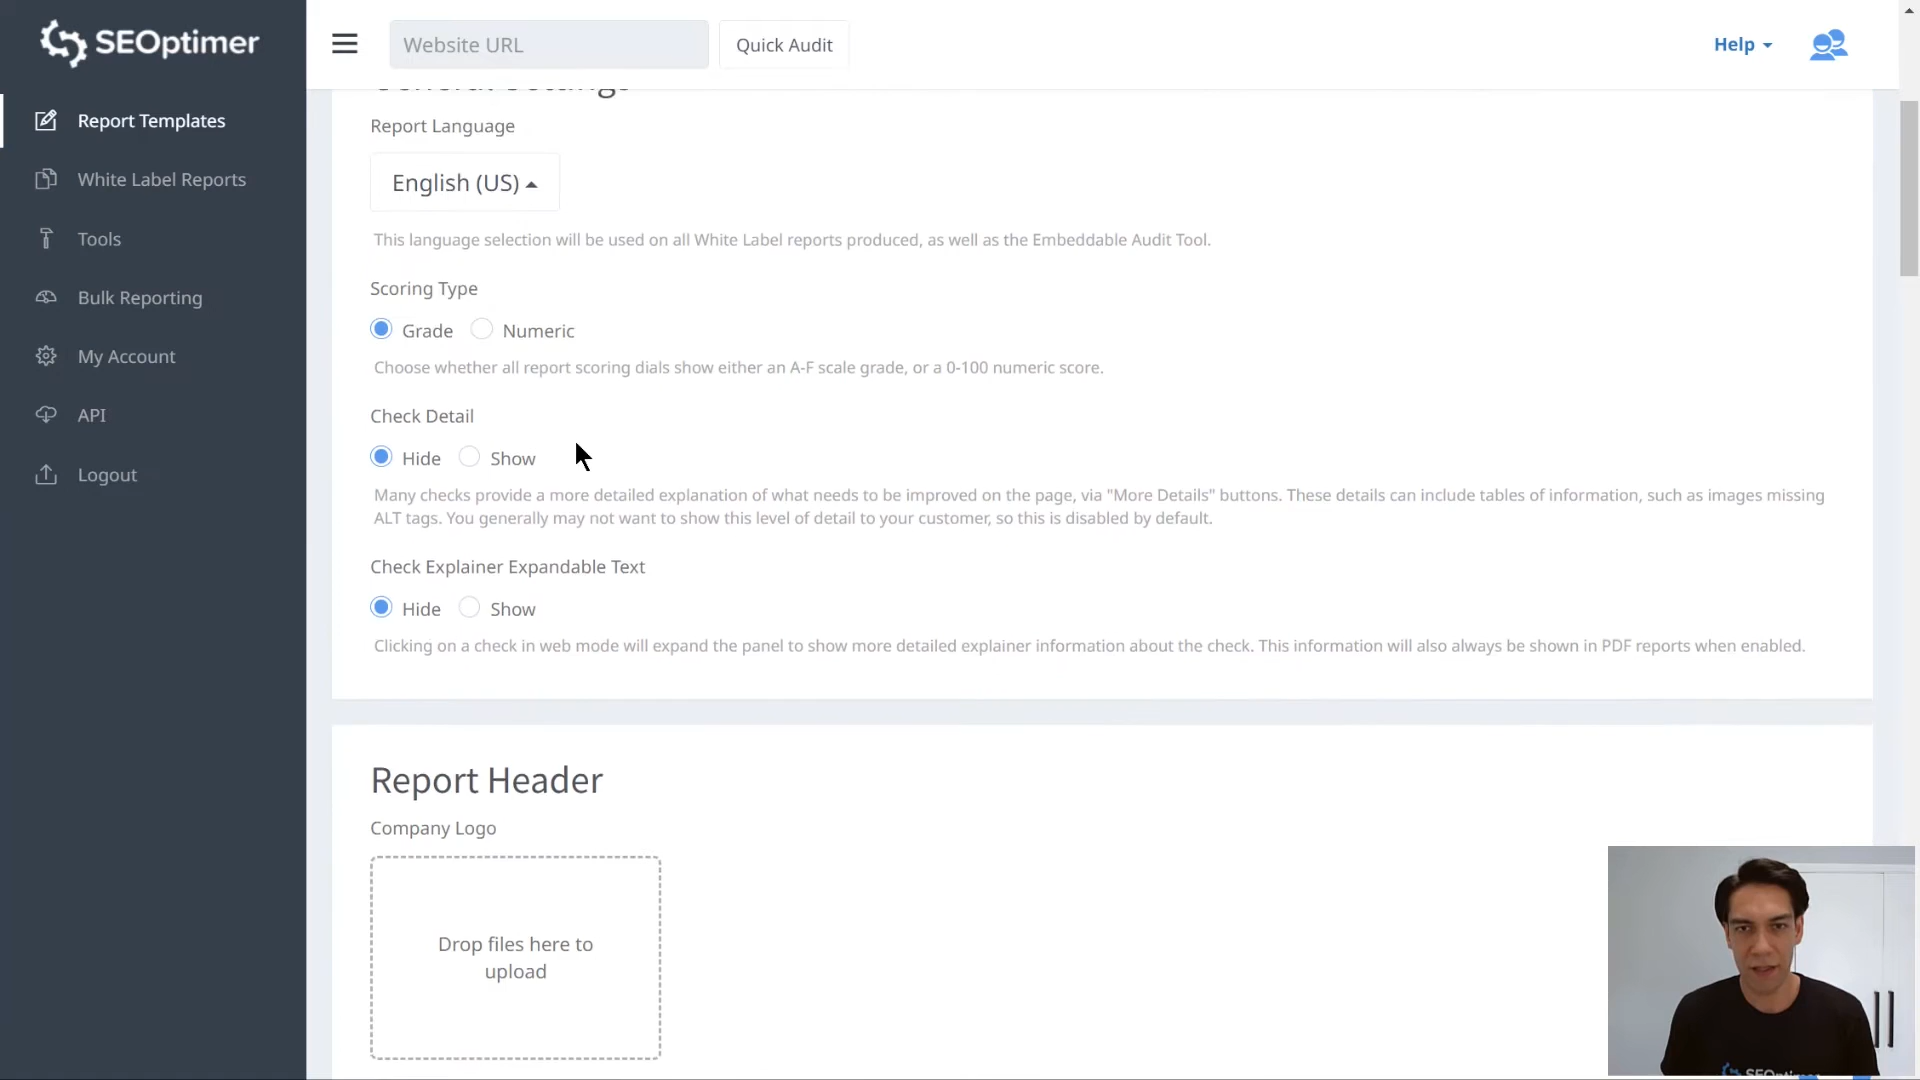 SEOptimer
Website URL
Quick Audit
Help
Report Templates
White Label Reports
Tools
Bulk Reporting
My Account
API
Logout
General Settings
Report Language
English (US)
This language selection will be used on all White Label reports produced, as well as the Embeddable Audit Tool.
Scoring Type
Grade Numeric
Choose whether all report scoring dials show either an A-F scale grade, or a 0-100 numeric score.
Check Detail
Hide Show
Many checks provide a more detailed explanation of what needs to be improved on the page, via "More Details" buttons. These details can include tables of information, such as images missing
ALT tags. You generally may not want to show this level of detail to your customer, so this is disabled by default.
Check Explainer Expandable Text
Hide Show
Clicking on a check in web mode will expand the panel to show more detailed explainer information about the check. This information will also always be shown in PDF reports when enabled.
Report Header
Company Logo
Drop files here to
upload
SEOptimer